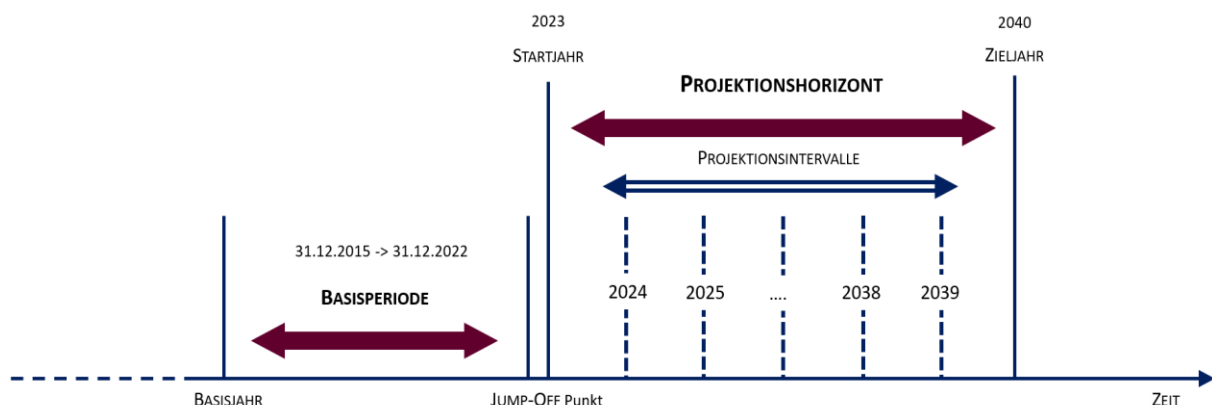 2023
STARTJAHR
2040
ZIELJAHR
PROJEKTIONSHORIZONT
PROJEKTIONSINTERVALLE
31.12.2015 -> 31.12.2022
BASISPERIODE
2024
2025
....
2038
2039
BASISJAHR
JUMP-OFF Punkt
ZEIT